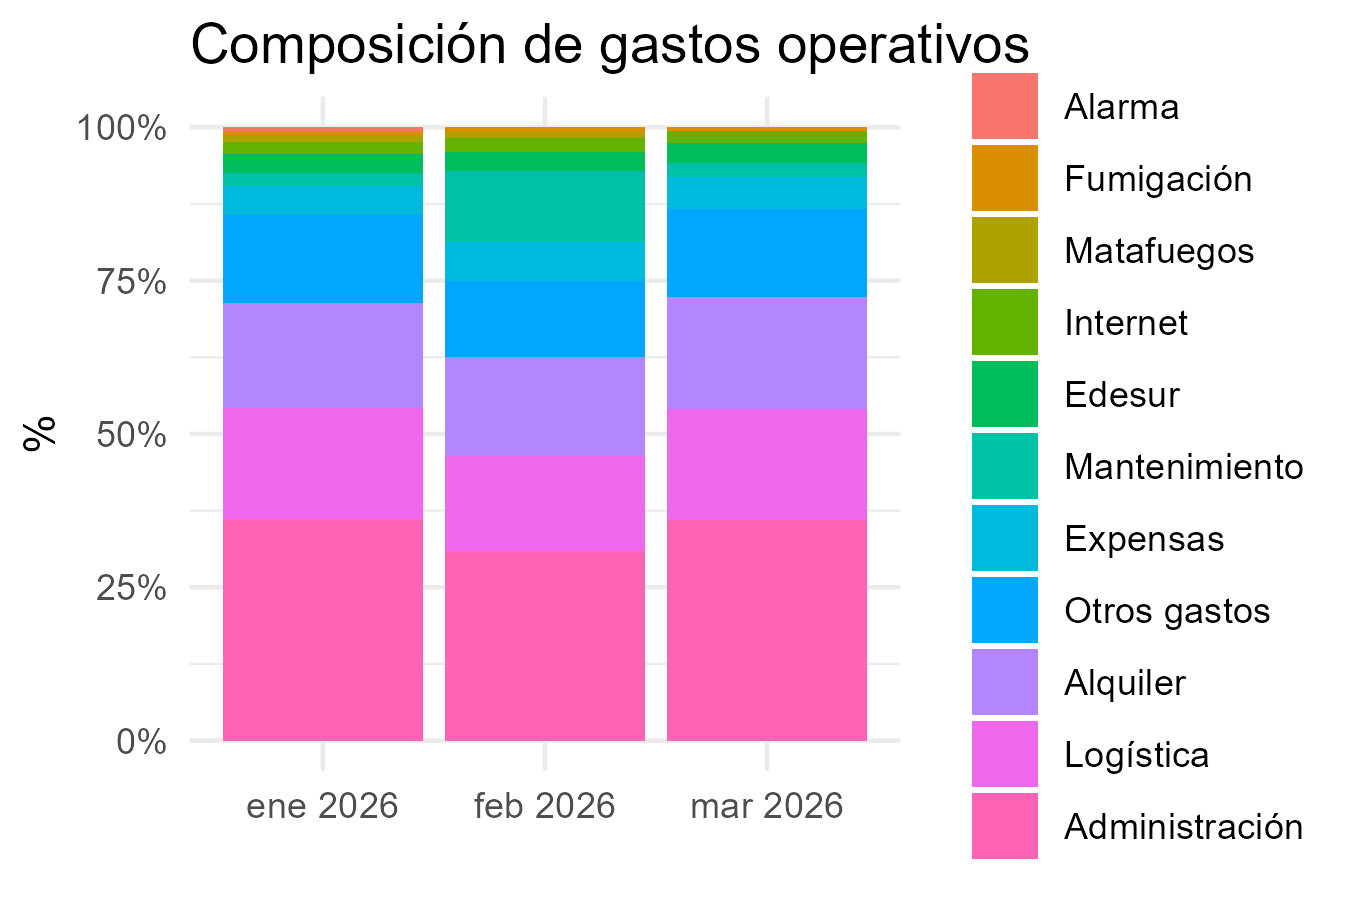 Composición de gastos operativos
100%
75%
50%
25%
0%
%
ene 2026
feb 2026
mar 2026
Alarma
Fumigación
Matafuegos
Internet
Edesur
Mantenimiento
Expensas
Otros gastos
Alquiler
Logística
Administración